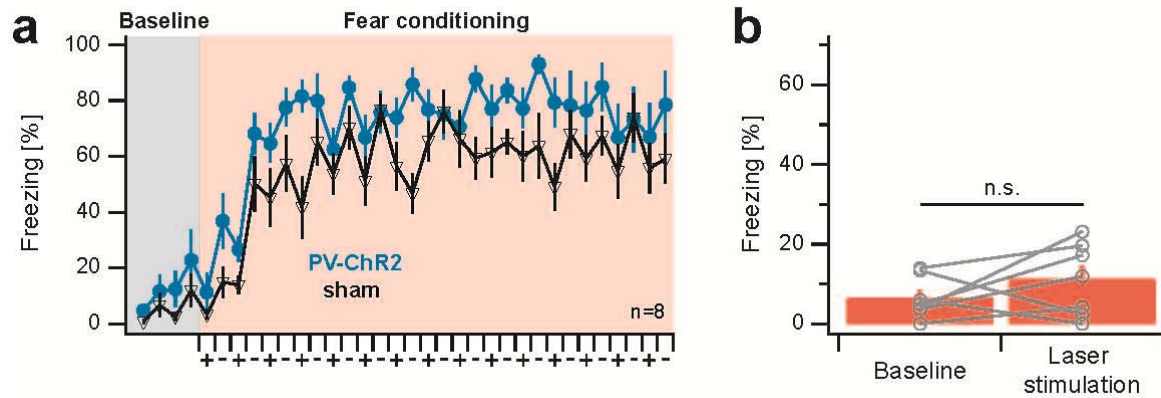 a
Baseline
Fear conditioning
Freezing [%]
100
80
60
40
20
0
PV-ChR2
sham
n=8
+-+-+-+-+-+-+-+-+-+-+-+-+-+-+-
b
Freezing [%]
60
40
20
0
n.s.
Baseline
Laser
stimulation